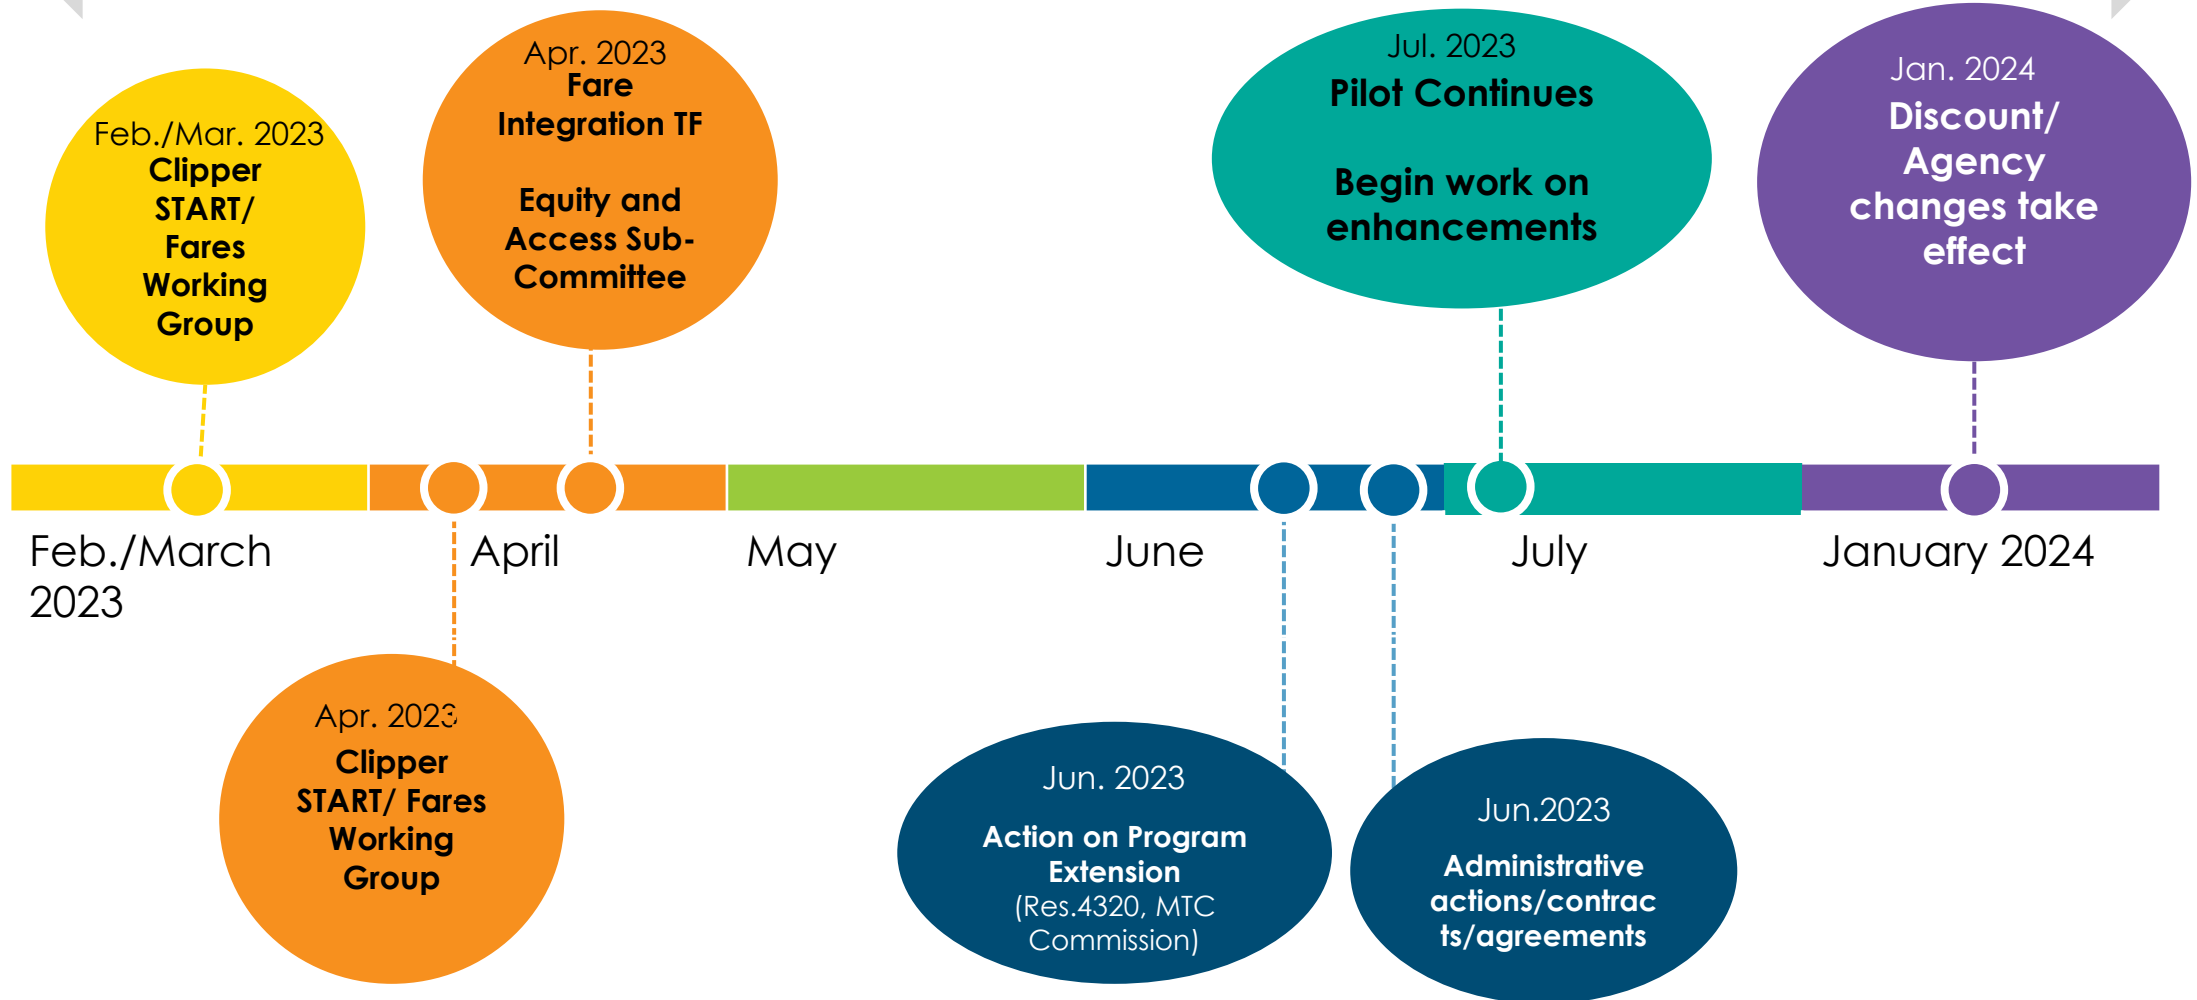 Feb./Mar. 2023
Clipper
START/
Fares
Working
Group
Apr. 2023
Fare
Integration TF
Equity and
Access Sub-
Committee
Jul. 2023
Pilot Continues
Begin work on
enhancements
Jan. 2024
Discount/
Agency
changes take
effect
Feb./March
2023
April
May
June
July
January 2024
Apr. 2023
Clipper
START/ Fares
Working
Group
Jun. 2023
Action on Program
Extension
(Res.4320, MTC
Commission)
Jun.2023
Administrative
actions/contrac
ts/agreements